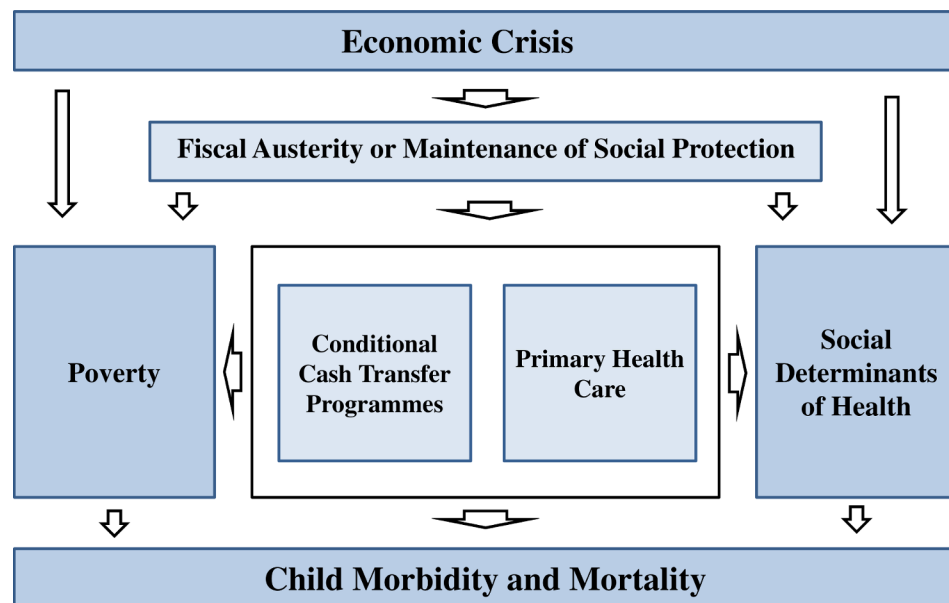 Economic Crisis
Fiscal Austerity or Maintenance of Social Protection
Poverty
Conditional
Cash Transfer
Programmes
Primary Health
Care
Social
Determinants
of Health
Child Morbidity and Mortality